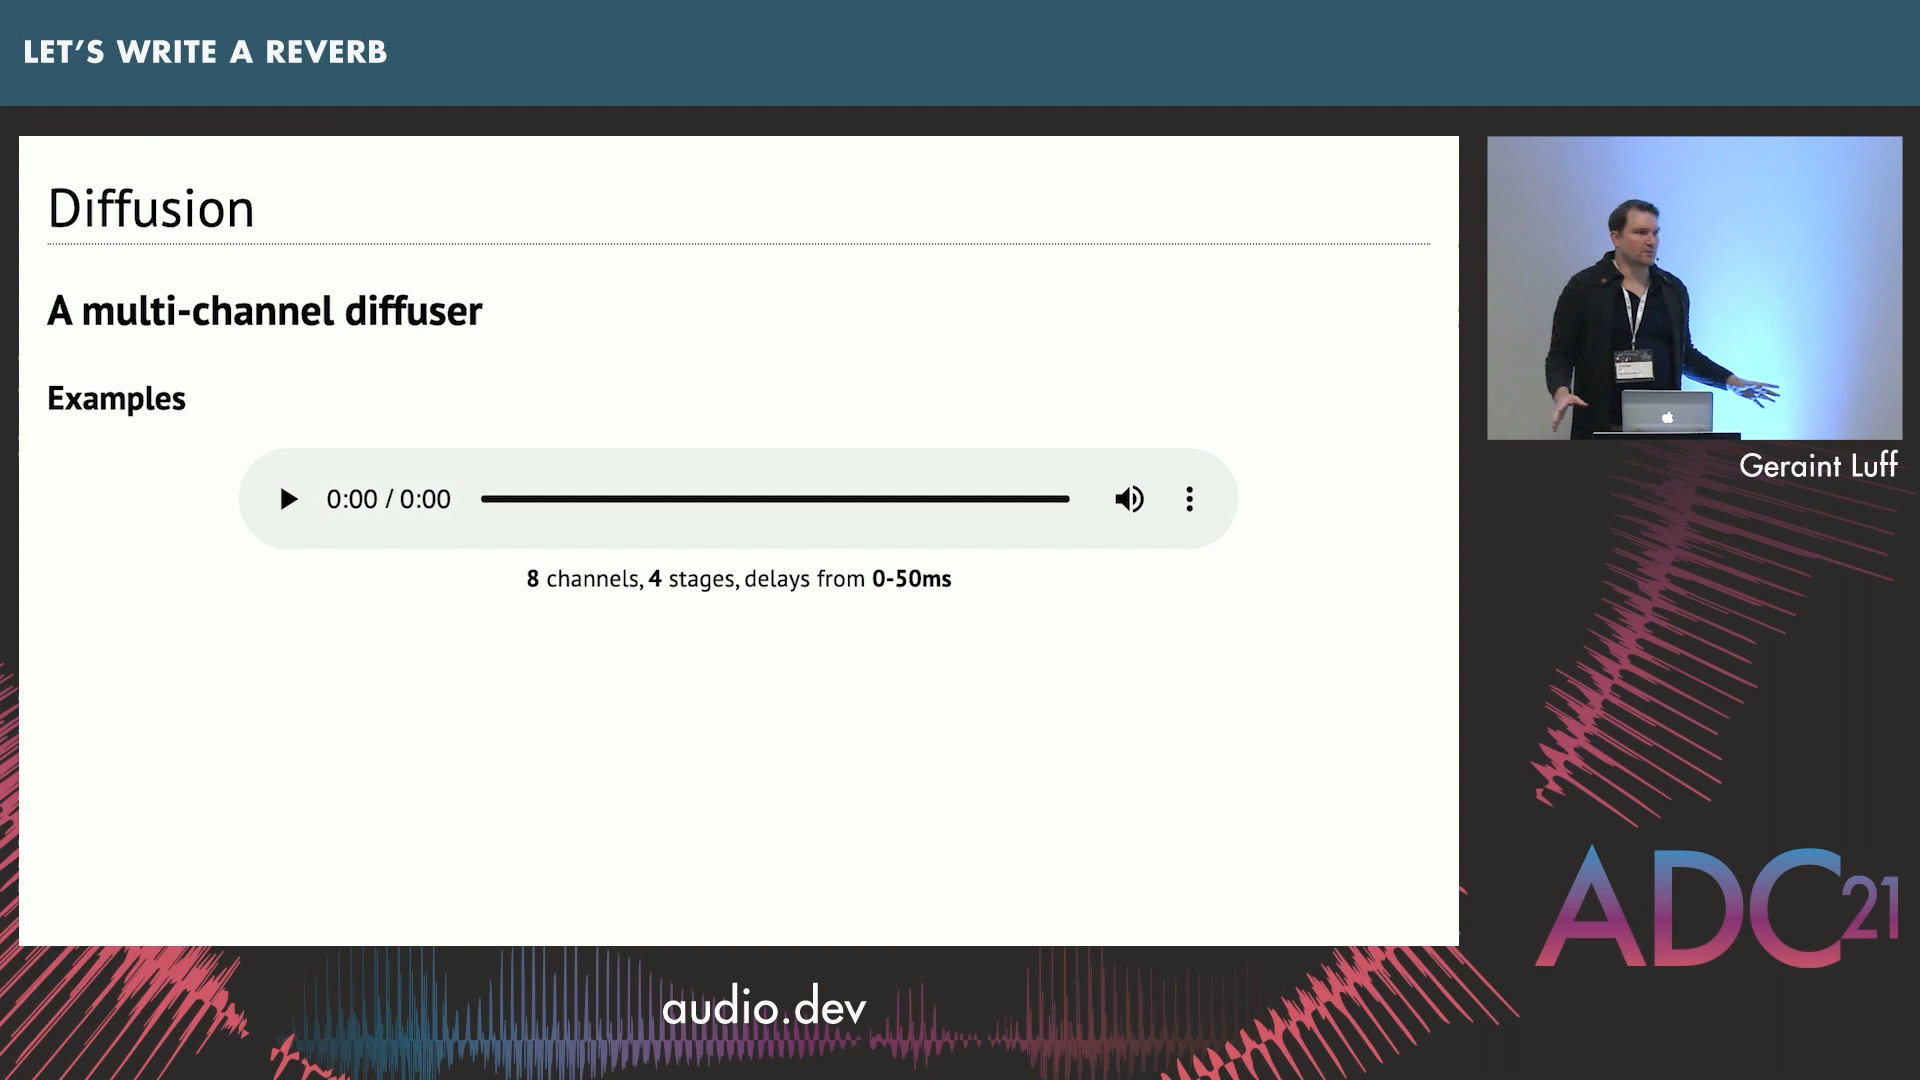 LET'S WRITE A REVERB
Diffusion
A multi-channel diffuser
Examples
0:00 / 0:00
8 channels, 4 stages, delays from 0-50ms
Geraint Luff
ADC21
audio.dev